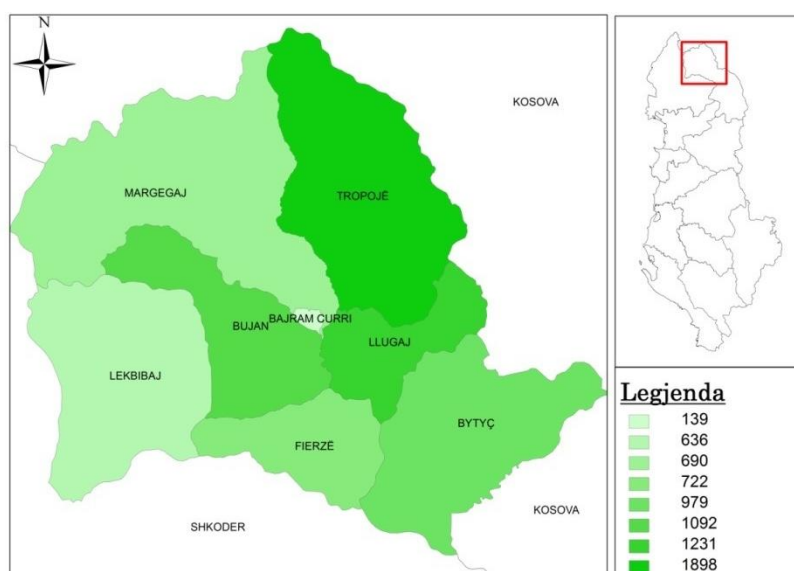 N
KOSOVA
MARGEGAJ
TROPOJË
BAJRAM CURRI
BUJAN
LLUGAJ
LEKBIBAJ
BYTYÇ
FIERZË
KOSOVA
SHKODER
Legjenda
139
636
690
722
979
1092
1231
1898